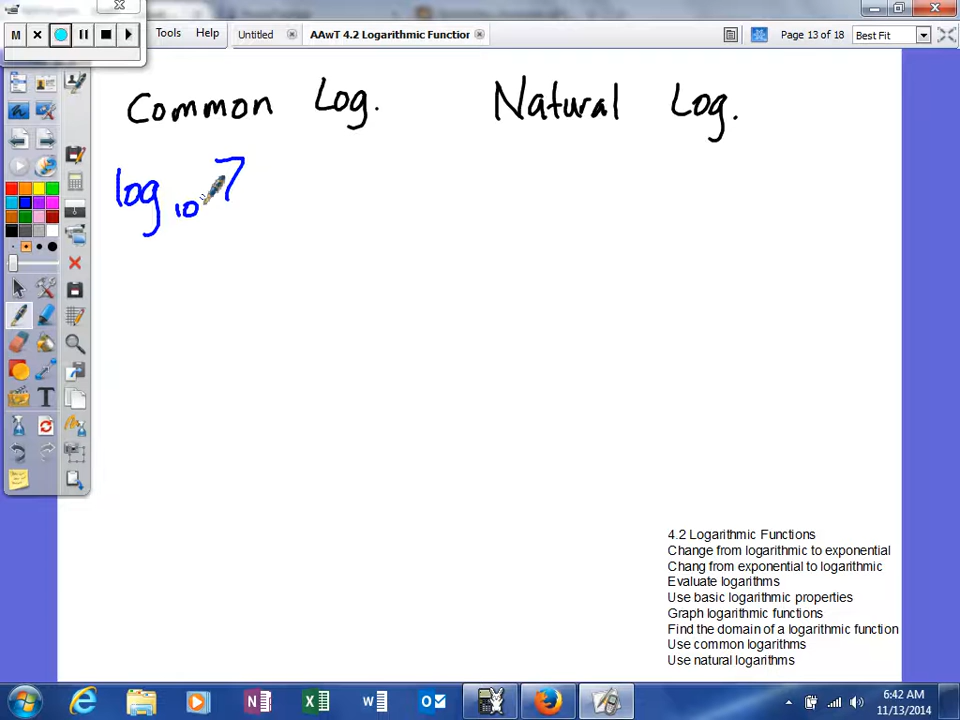 Tools Help Untitled AAwT 4.2 Logarithmic Function Page 13 of 18 Best Fit
Common Log. Natural Log.
log₁₀ 7
4.2 Logarithmic Functions
Change from logarithmic to exponential
Chang from exponential to logarithmic
Evaluate logarithms
Use basic logarithmic properties
Graph logarithmic functions
Find the domain of a logarithmic function
Use common logarithms
Use natural logarithms
6:42 AM
11/13/2014